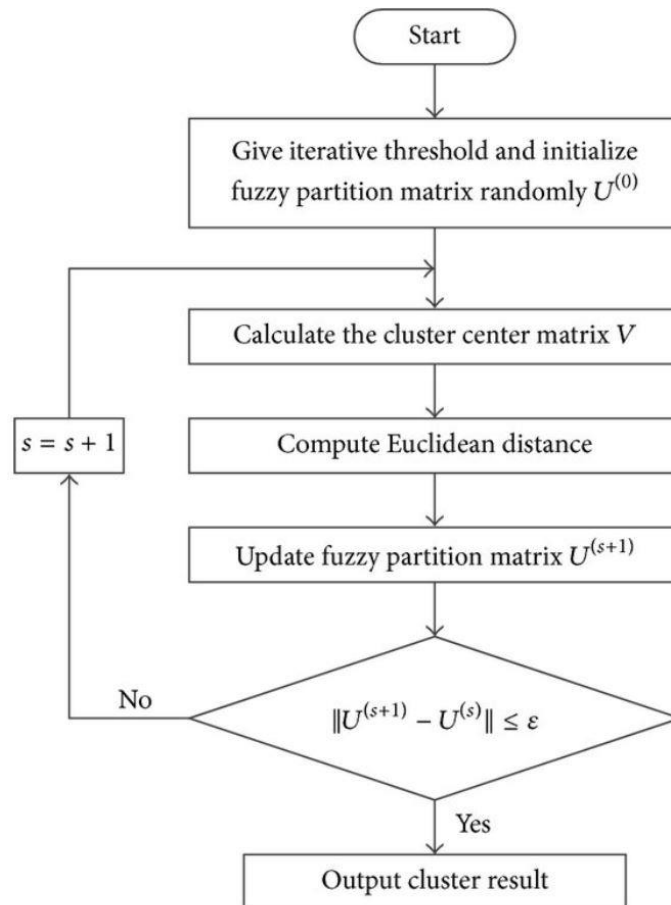 Start
Give iterative threshold and initialize
fuzzy partition matrix randomly U^(0)
Calculate the cluster center matrix V
s = s + 1
Compute Euclidean distance
Update fuzzy partition matrix U^(s+1)
No
‖U^(s+1) − U^(s)‖ ≤ ε
Yes
Output cluster result